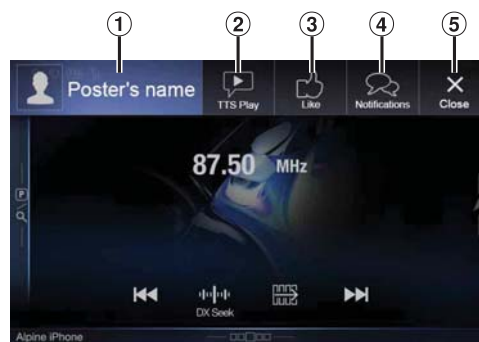 1 2 3 4 5
Poster's name
TTS Play
Like
Notifications
Close
87.50 MHz
P
DX Seek
Alpine iPhone